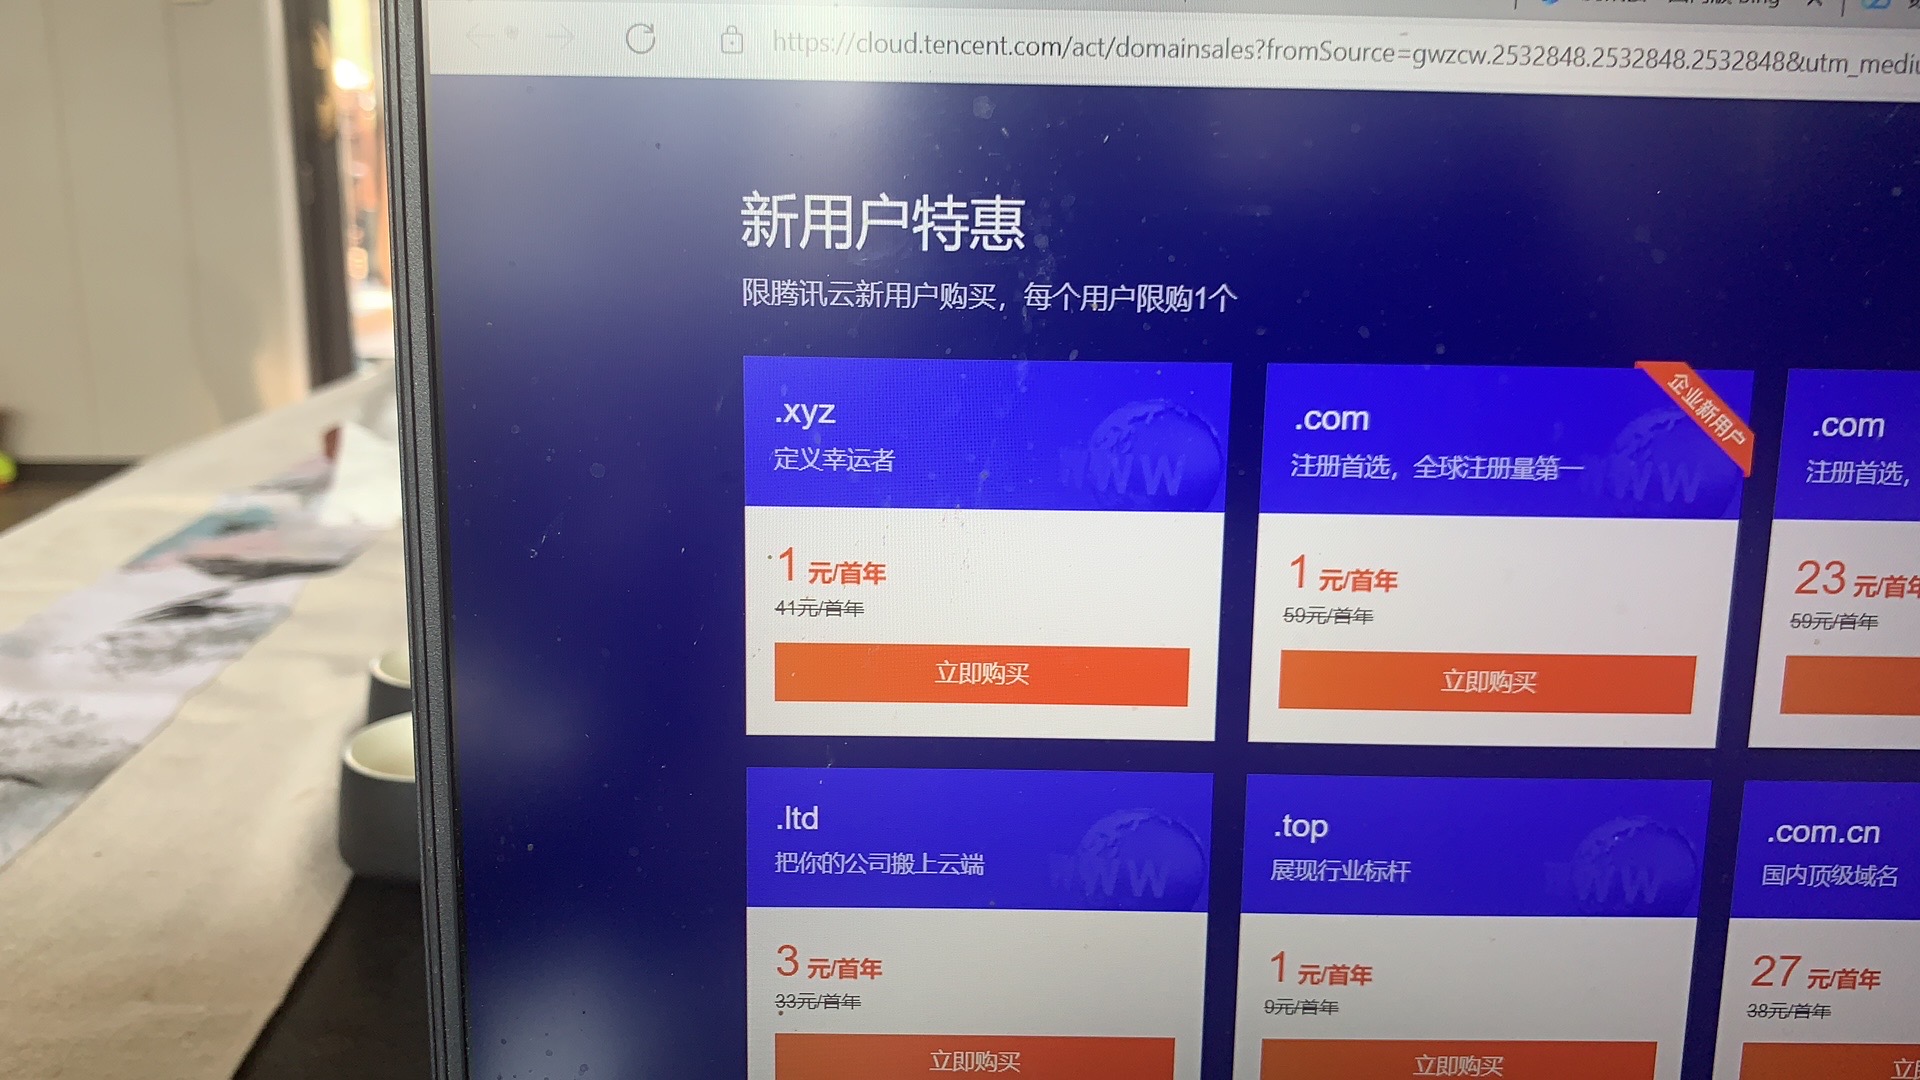 https://cloud.tencent.com/act/domainsales?fromSource=gwzcw.2532848.2532848.2532848&utm_mediu
新用户特惠
限腾讯云新用户购买，每个用户限购1个
.xyz
定义幸运者
1 元/首年
41元/首年
立即购买
企业新用户
.com
注册首选，全球注册量第一
1 元/首年
59元/首年
立即购买
.com
注册首选，
23 元/首年
59元/首年
.ltd
把你的公司搬上云端
3 元/首年
33元/首年
立即购买
.top
展现行业标杆
1 元/首年
9元/首年
立即购买
.com.cn
国内顶级域名
27 元/首年
38元/首年
立